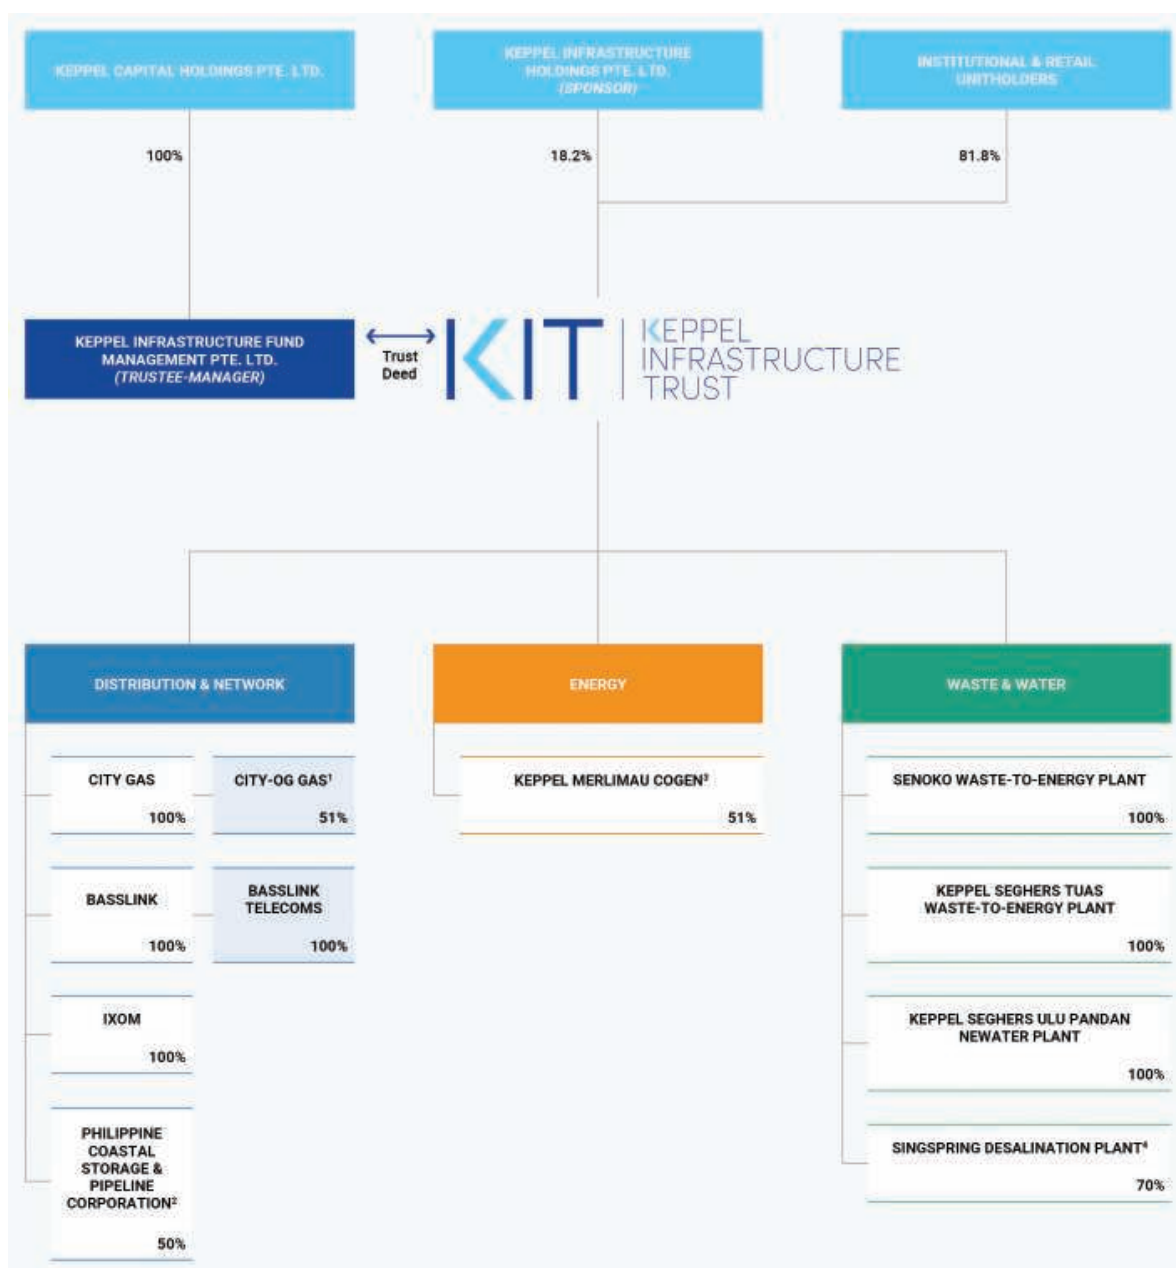 KEPPEL CAPITAL HOLDINGS PTE. LTD.
KEPPEL INFRASTRUCTURE
HOLDINGS PTE. LTD.
(SPONSOR)
INSTITUTIONAL & RETAIL
UNITHOLDERS
100%
18.2%
81.8%
KEPPEL INFRASTRUCTURE FUND
MANAGEMENT PTE. LTD.
(TRUSTEE-MANAGER)
Trust
Deed
KIT
KEPPEL
INFRASTRUCTURE
TRUST
DISTRIBUTION & NETWORK
ENERGY
WASTE & WATER
CITY GAS
100%
CITY-OG GAS¹
51%
KEPPEL MERLIMAU COGEN³
51%
SENOKO WASTE-TO-ENERGY PLANT
100%
BASSLINK
100%
BASSLINK
TELECOMS
100%
KEPPEL SEGHERS TUAS
WASTE-TO-ENERGY PLANT
100%
IXOM
100%
KEPPEL SEGHERS ULU PANDAN
NEWATER PLANT
100%
PHILIPPINE
COASTAL
STORAGE &
PIPELINE
CORPORATION²
50%
SINGSPRING DESALINATION PLANT⁴
70%